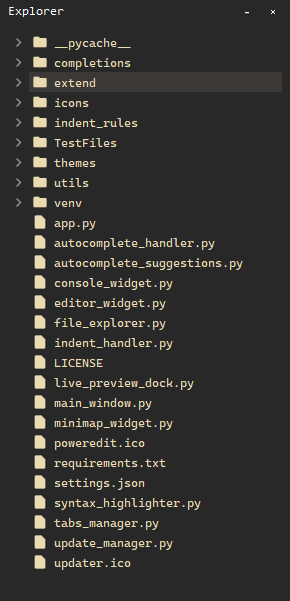 Explorer
__pycache__
completions
extend
icons
indent_rules
TestFiles
themes
utils
venv
app.py
autocomplete_handler.py
autocomplete_suggestions.py
console_widget.py
editor_widget.py
file_explorer.py
indent_handler.py
LICENSE
live_preview_dock.py
main_window.py
minimap_widget.py
poweredit.ico
requirements.txt
settings.json
syntax_highlighter.py
tabs_manager.py
update_manager.py
updater.ico